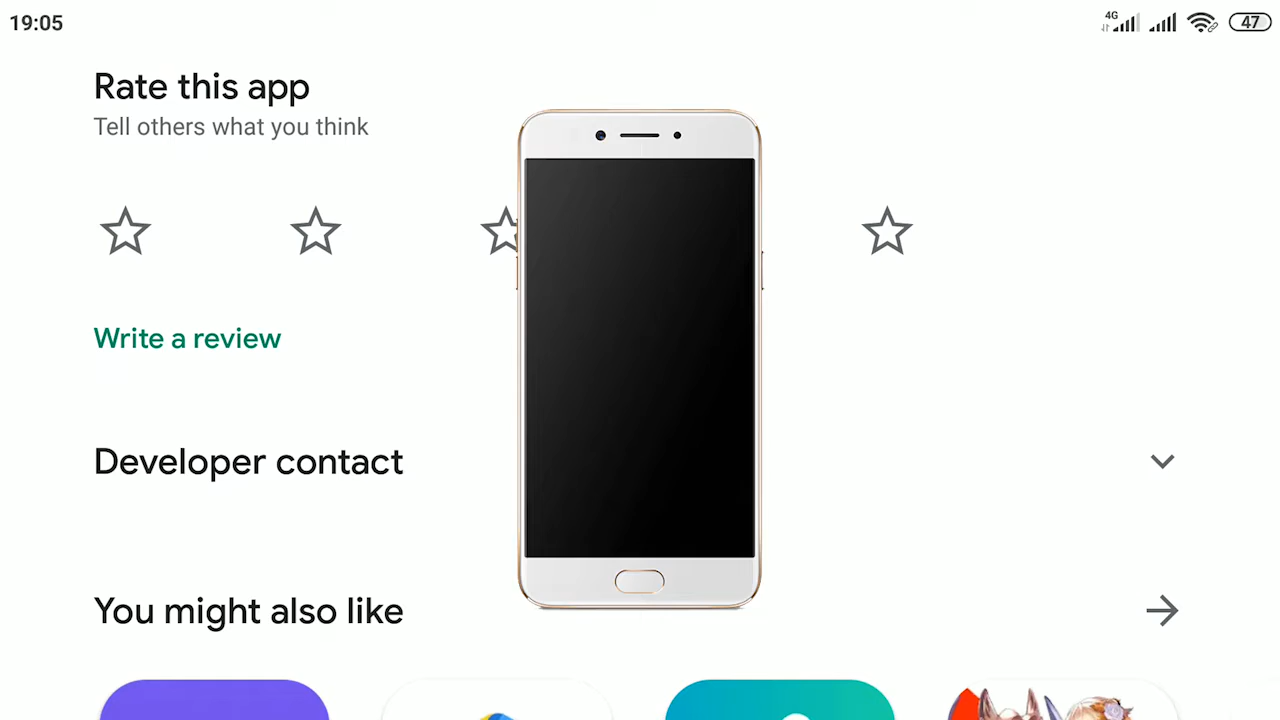 19:05
4G
47
Rate this app
Tell others what you think
Write a review
Developer contact
You might also like